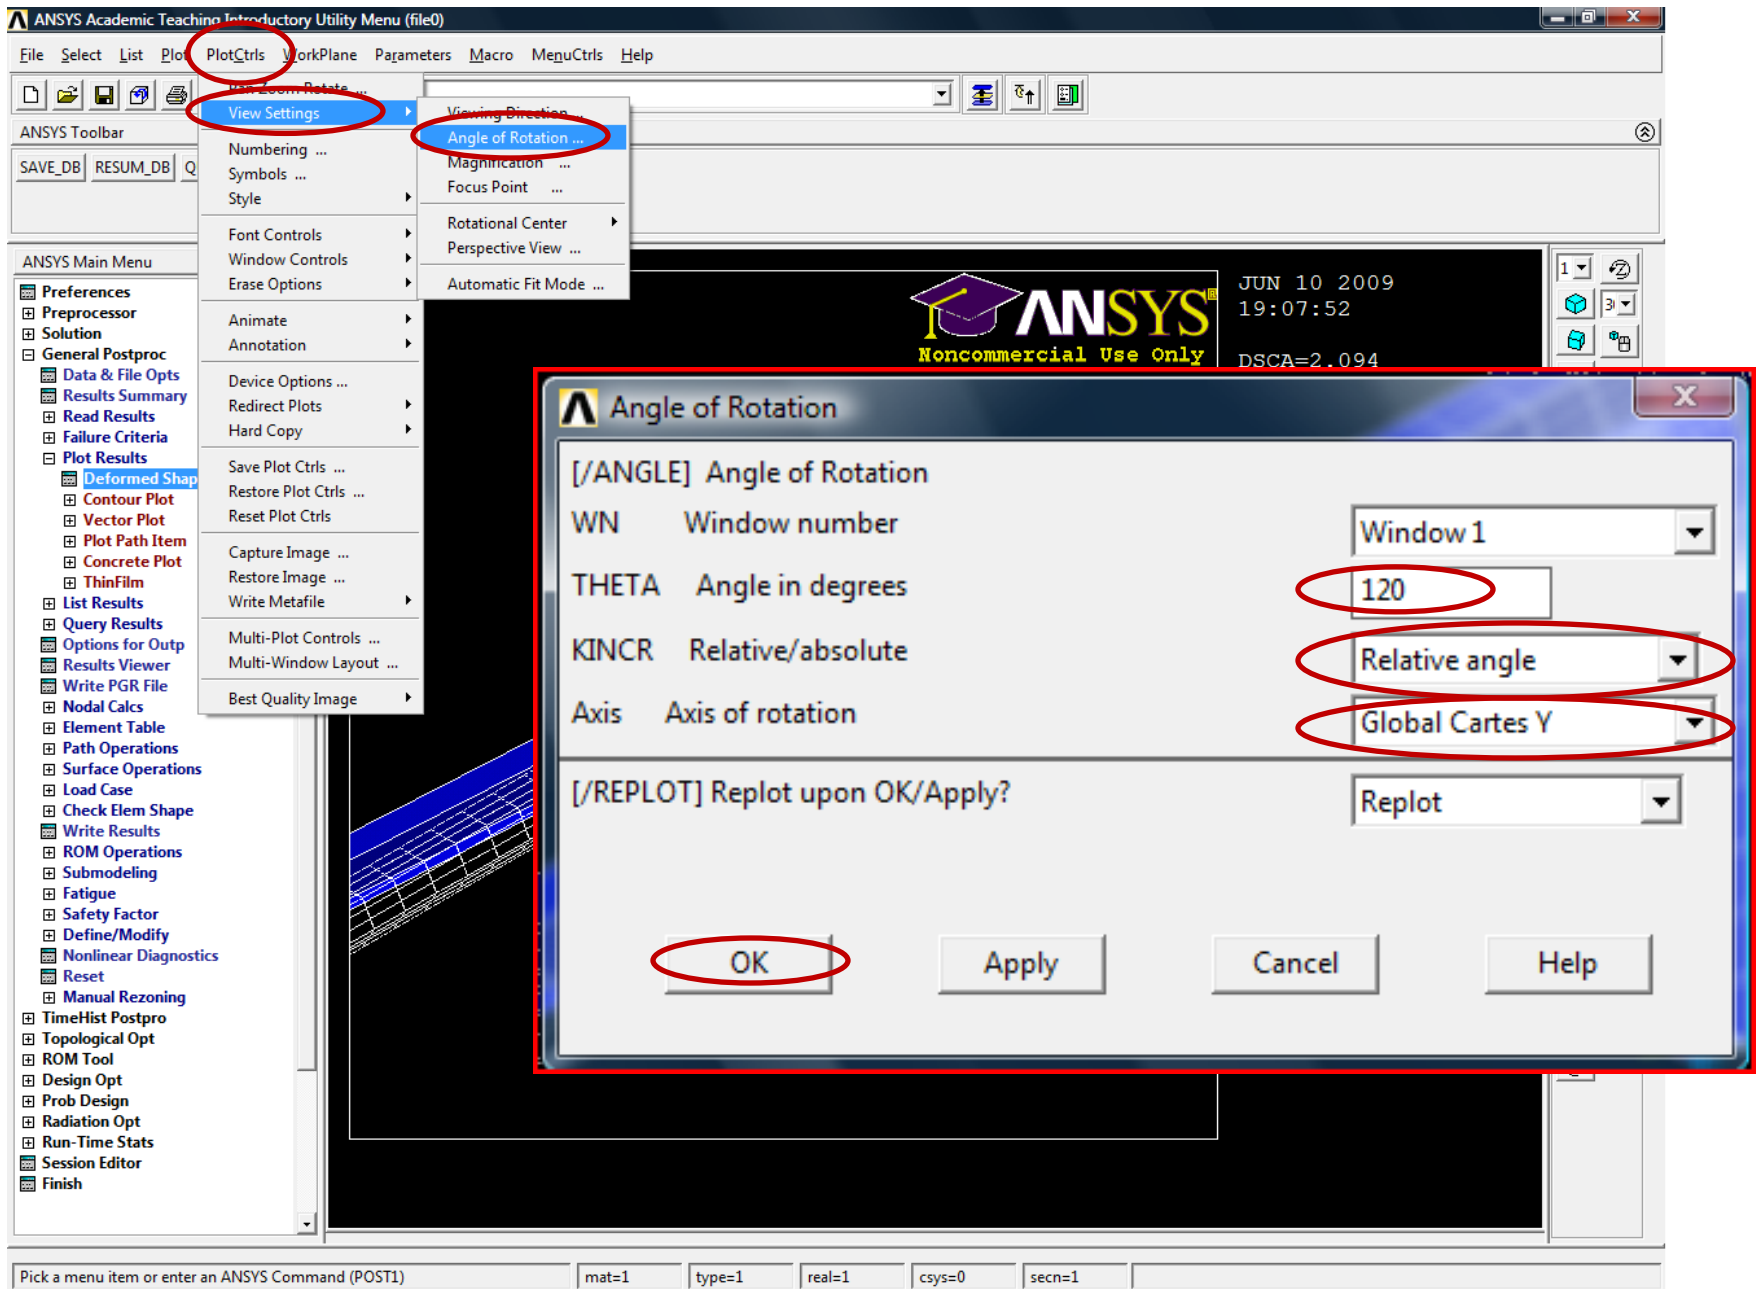 ANSYS Academic Teaching Introductory Utility Menu (file0)
File Select List Plot PlotCtrls WorkPlane Parameters Macro MenuCtrls Help
Pan Zoom Rotate ...
View Settings
Numbering ...
Symbols ...
Style
Font Controls
Window Controls
Erase Options
Animate
Annotation
Device Options ...
Redirect Plots
Hard Copy
Save Plot Ctrls ...
Restore Plot Ctrls ...
Reset Plot Ctrls
Capture Image ...
Restore Image ...
Write Metafile
Multi-Plot Controls ...
Multi-Window Layout ...
Best Quality Image
Viewing Direction ...
Angle of Rotation ...
Magnification ...
Focus Point ...
Rotational Center
Perspective View ...
Automatic Fit Mode ...
ANSYS Toolbar
SAVE_DB RESUM_DB Q
ANSYS Main Menu
Preferences
Preprocessor
Solution
General Postproc
Data & File Opts
Results Summary
Read Results
Failure Criteria
Plot Results
Deformed Shap
Contour Plot
Vector Plot
Plot Path Item
Concrete Plot
ThinFilm
List Results
Query Results
Options for Outp
Results Viewer
Write PGR File
Nodal Calcs
Element Table
Path Operations
Surface Operations
Load Case
Check Elem Shape
Write Results
ROM Operations
Submodeling
Fatigue
Safety Factor
Define/Modify
Nonlinear Diagnostics
Reset
Manual Rezoning
TimeHist Postpro
Topological Opt
ROM Tool
Design Opt
Prob Design
Radiation Opt
Run-Time Stats
Session Editor
Finish
ANSYS
Noncommercial Use Only
JUN 10 2009
19:07:52
DSCA=2.094
1
Angle of Rotation
[/ANGLE] Angle of Rotation
WN Window number Window 1
THETA Angle in degrees 120
KINCR Relative/absolute Relative angle
Axis Axis of rotation Global Cartes Y
[/REPLOT] Replot upon OK/Apply? Replot
OK Apply Cancel Help
Pick a menu item or enter an ANSYS Command (POST1) mat=1 type=1 real=1 csys=0 secn=1